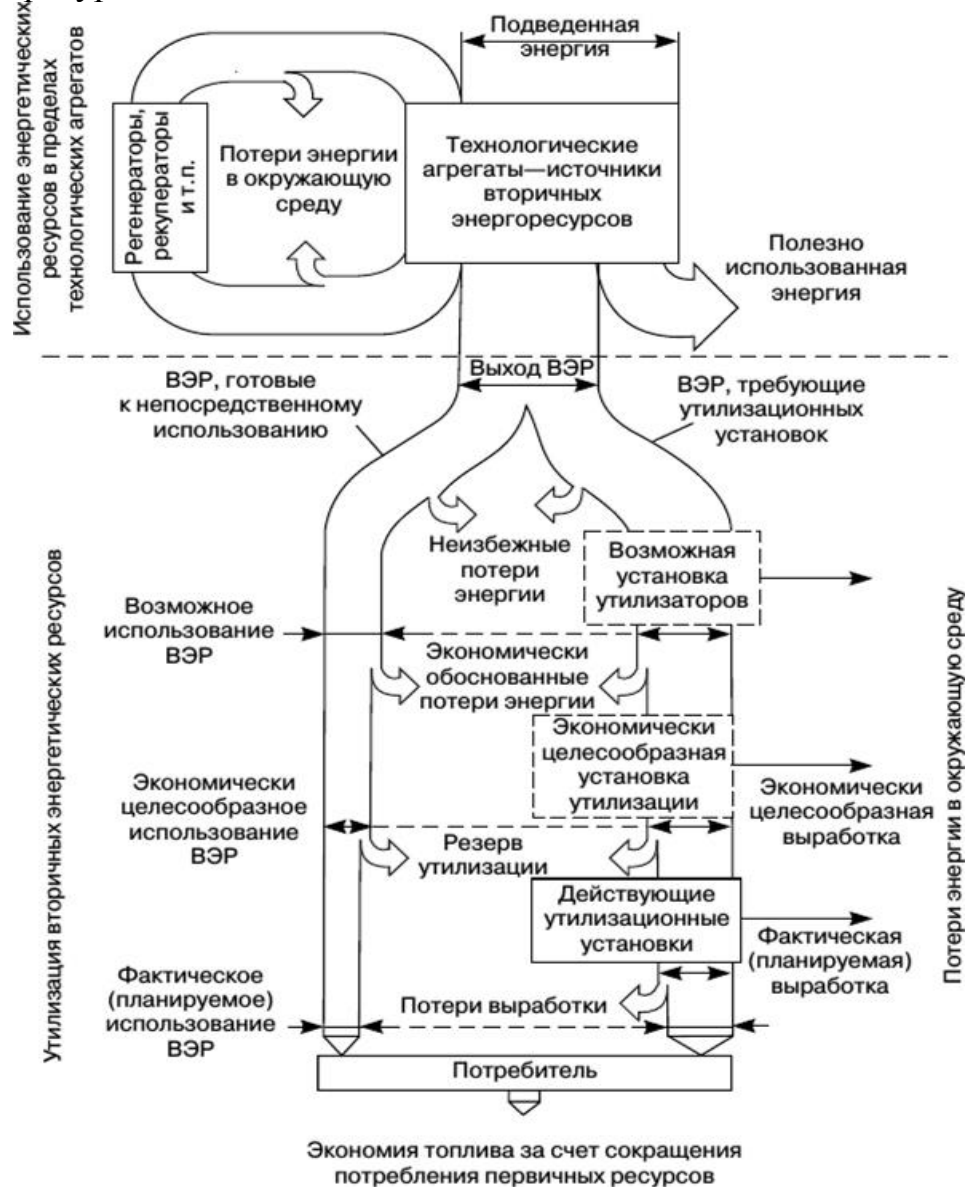 Использование энергетических
ресурсов в пределах
технологических агрегатов
Подведенная
энергия
Регенераторы,
рекуператоры
и т.п.
Потери энергии
в окружающую
среду
Технологические
агрегаты—источники
вторичных
энергоресурсов
Полезно
использованная
энергия
Выход ВЭР
ВЭР, готовые
к непосредственному
использованию
ВЭР, требующие
утилизационных
установок
Утилизация вторичных энергетических ресурсов
Потери энергии в окружающую среду
Неизбежные
потери
энергии
Возможная
установка
утилизаторов
Возможное
использование
ВЭР
Экономически
обоснованные
потери энергии
Экономически
целесообразная
установка
утилизации
Экономически
целесообразная
выработка
Экономически
целесообразное
использование
ВЭР
Резерв
утилизации
Действующие
утилизационные
установки
Фактическая
(планируемая)
выработка
Фактическое
(планируемое)
использование
ВЭР
Потери выработки
Потребитель
Экономия топлива за счет сокращения
потребления первичных ресурсов